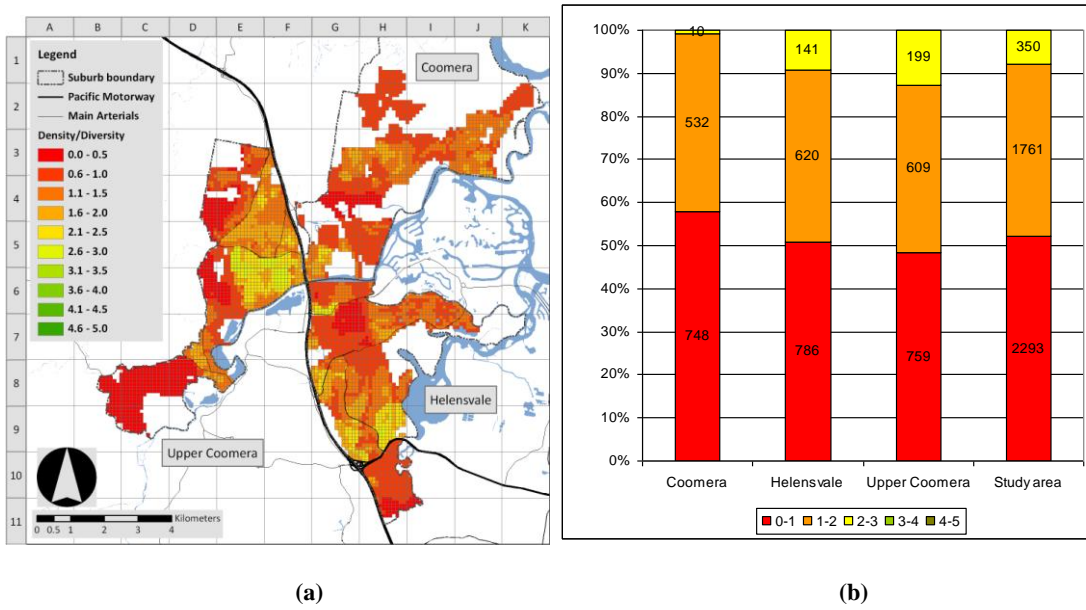 A B C D E F G H I J K
1
2
3
4
5
6
7
8
9
10
11
Legend
Suburb boundary
Pacific Motorway
Main Arterials
Density/Diversity
0.0 - 0.5
0.6 - 1.0
1.1 - 1.5
1.6 - 2.0
2.1 - 2.5
2.6 - 3.0
3.1 - 3.5
3.6 - 4.0
4.1 - 4.5
4.6 - 5.0
Coomera
Helensvale
Upper Coomera
Kilometers
0 0.5 1 2 3 4
(a)
100%
90%
80%
70%
60%
50%
40%
30%
20%
10%
0%
10 141 199 350
532 620 609 1761
748 786 759 2293
Coomera Helensvale Upper Coomera Study area
0-1 1-2 2-3 3-4 4-5
(b)